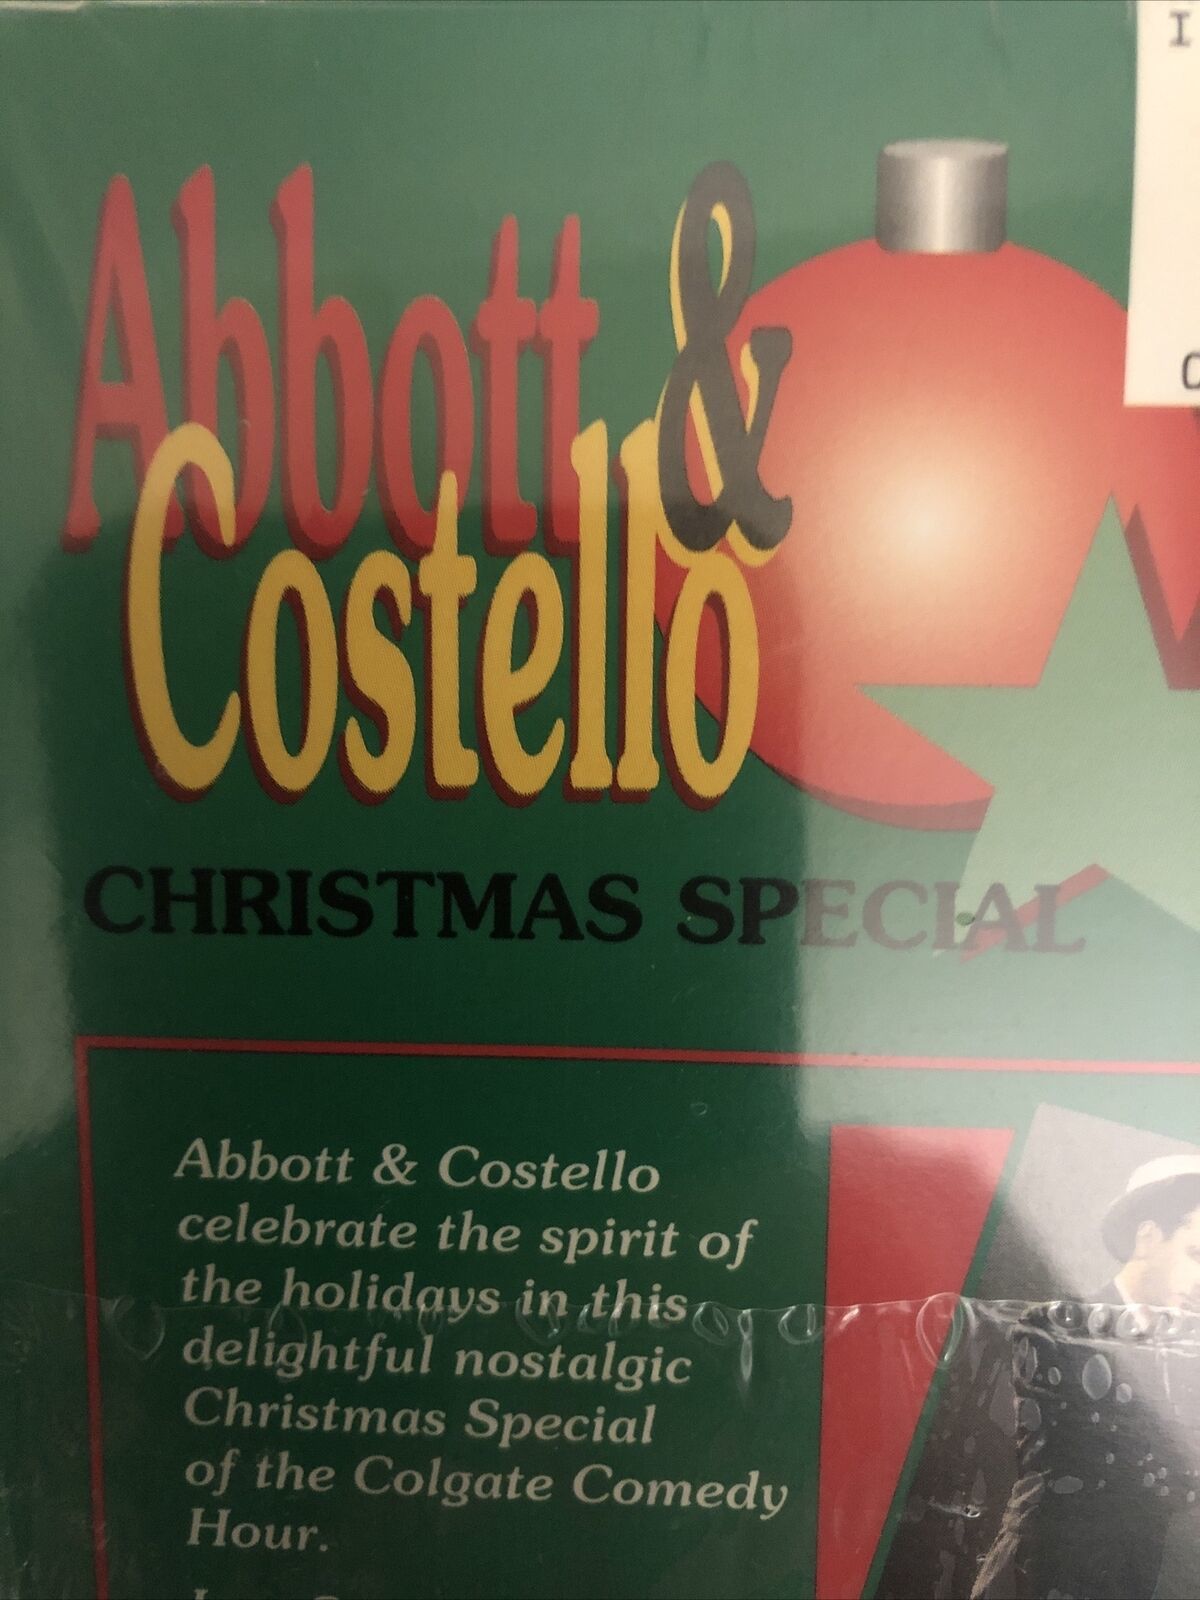 Abbott &
Costello
CHRISTMAS SPECIAL
Abbott & Costello
celebrate the spirit of
the holidays in this
delightful nostalgic
Christmas Special
of the Colgate Comedy
Hour.